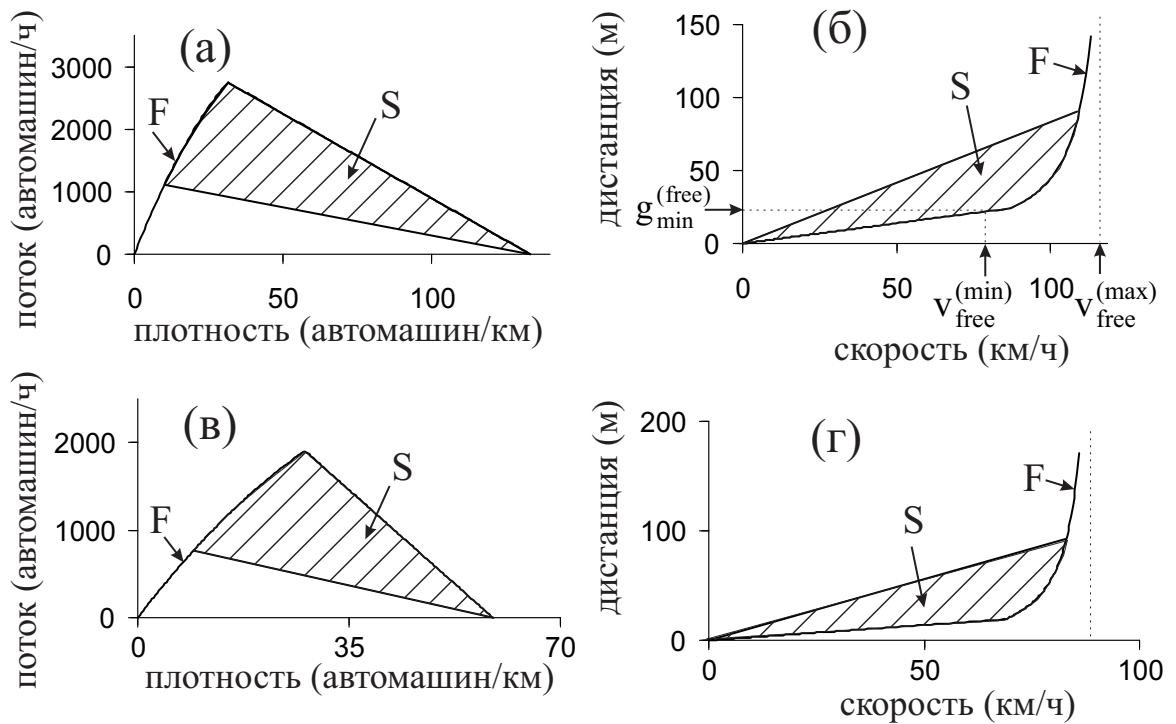 (а)
поток (автомашин/ч)
3000
2000
1000
0
F
S
0
50
100
плотность (автомашин/км)
(б)
дистанция (м)
150
100
50
0
g(free)min
F
S
0
50
100
v(min)free
v(max)free
скорость (км/ч)
(в)
поток (автомашин/ч)
2000
1000
0
F
S
0
35
70
плотность (автомашин/км)
(г)
дистанция (м)
200
100
0
F
S
0
50
100
скорость (км/ч)